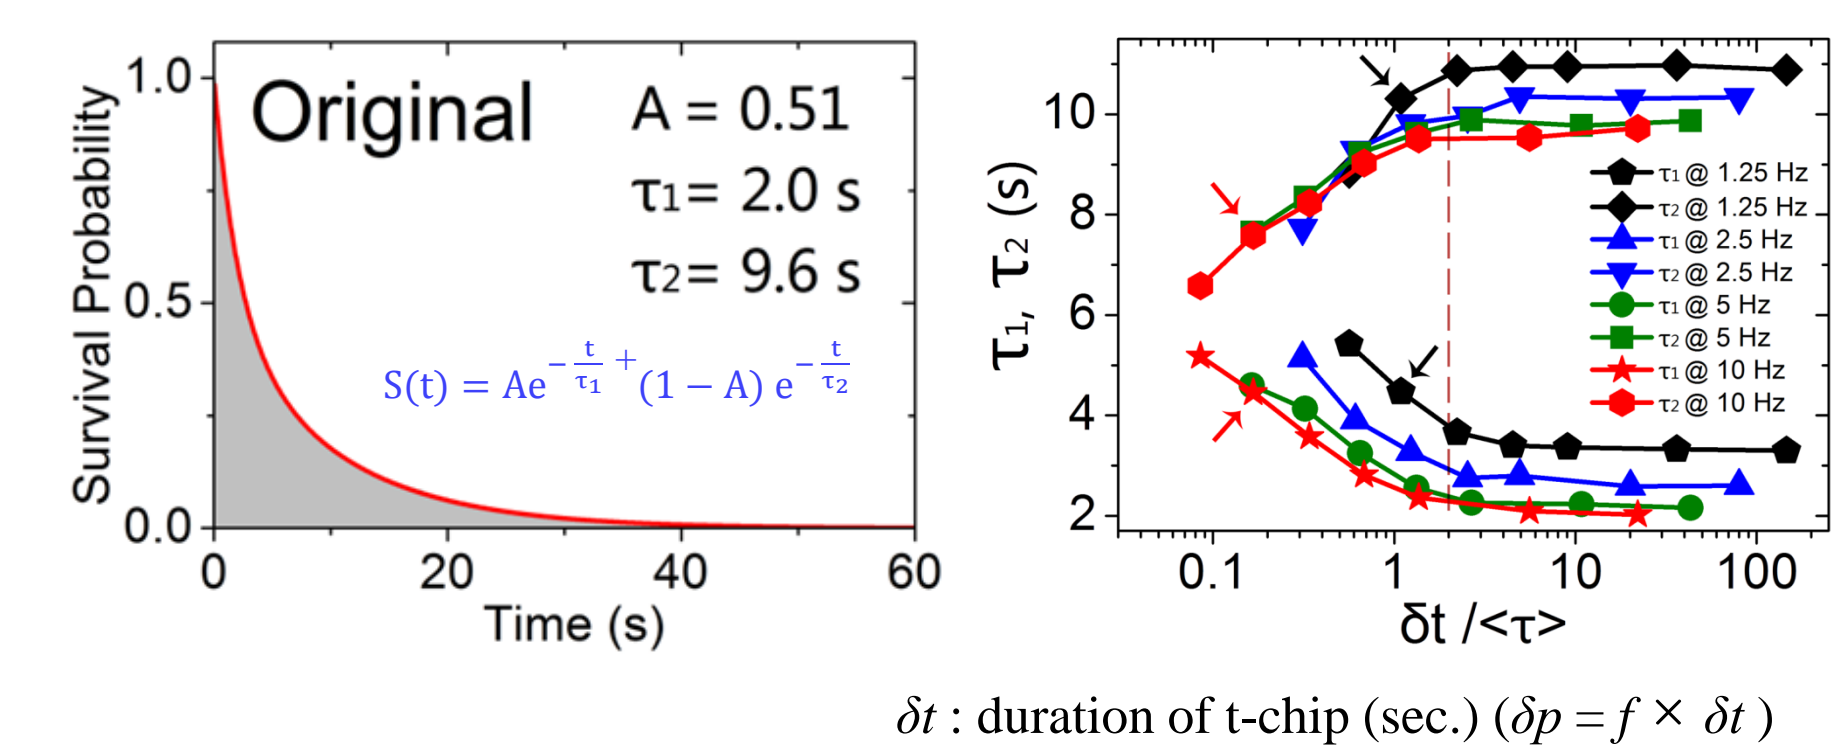 Original
A = 0.51
τ1= 2.0 s
τ2= 9.6 s
S(t) = Ae^{-t/τ1} + (1 − A) e^{-t/τ2}
Survival Probability
1.0
0.5
0.0
0 20 40 60
Time (s)
τ1, τ2 (s)
10
8
6
4
2
τ1 @ 1.25 Hz
τ2 @ 1.25 Hz
τ1 @ 2.5 Hz
τ2 @ 2.5 Hz
τ1 @ 5 Hz
τ2 @ 5 Hz
τ1 @ 10 Hz
τ2 @ 10 Hz
0.1 1 10 100
δt /<τ>
δt : duration of t-chip (sec.) (δp = f × δt )